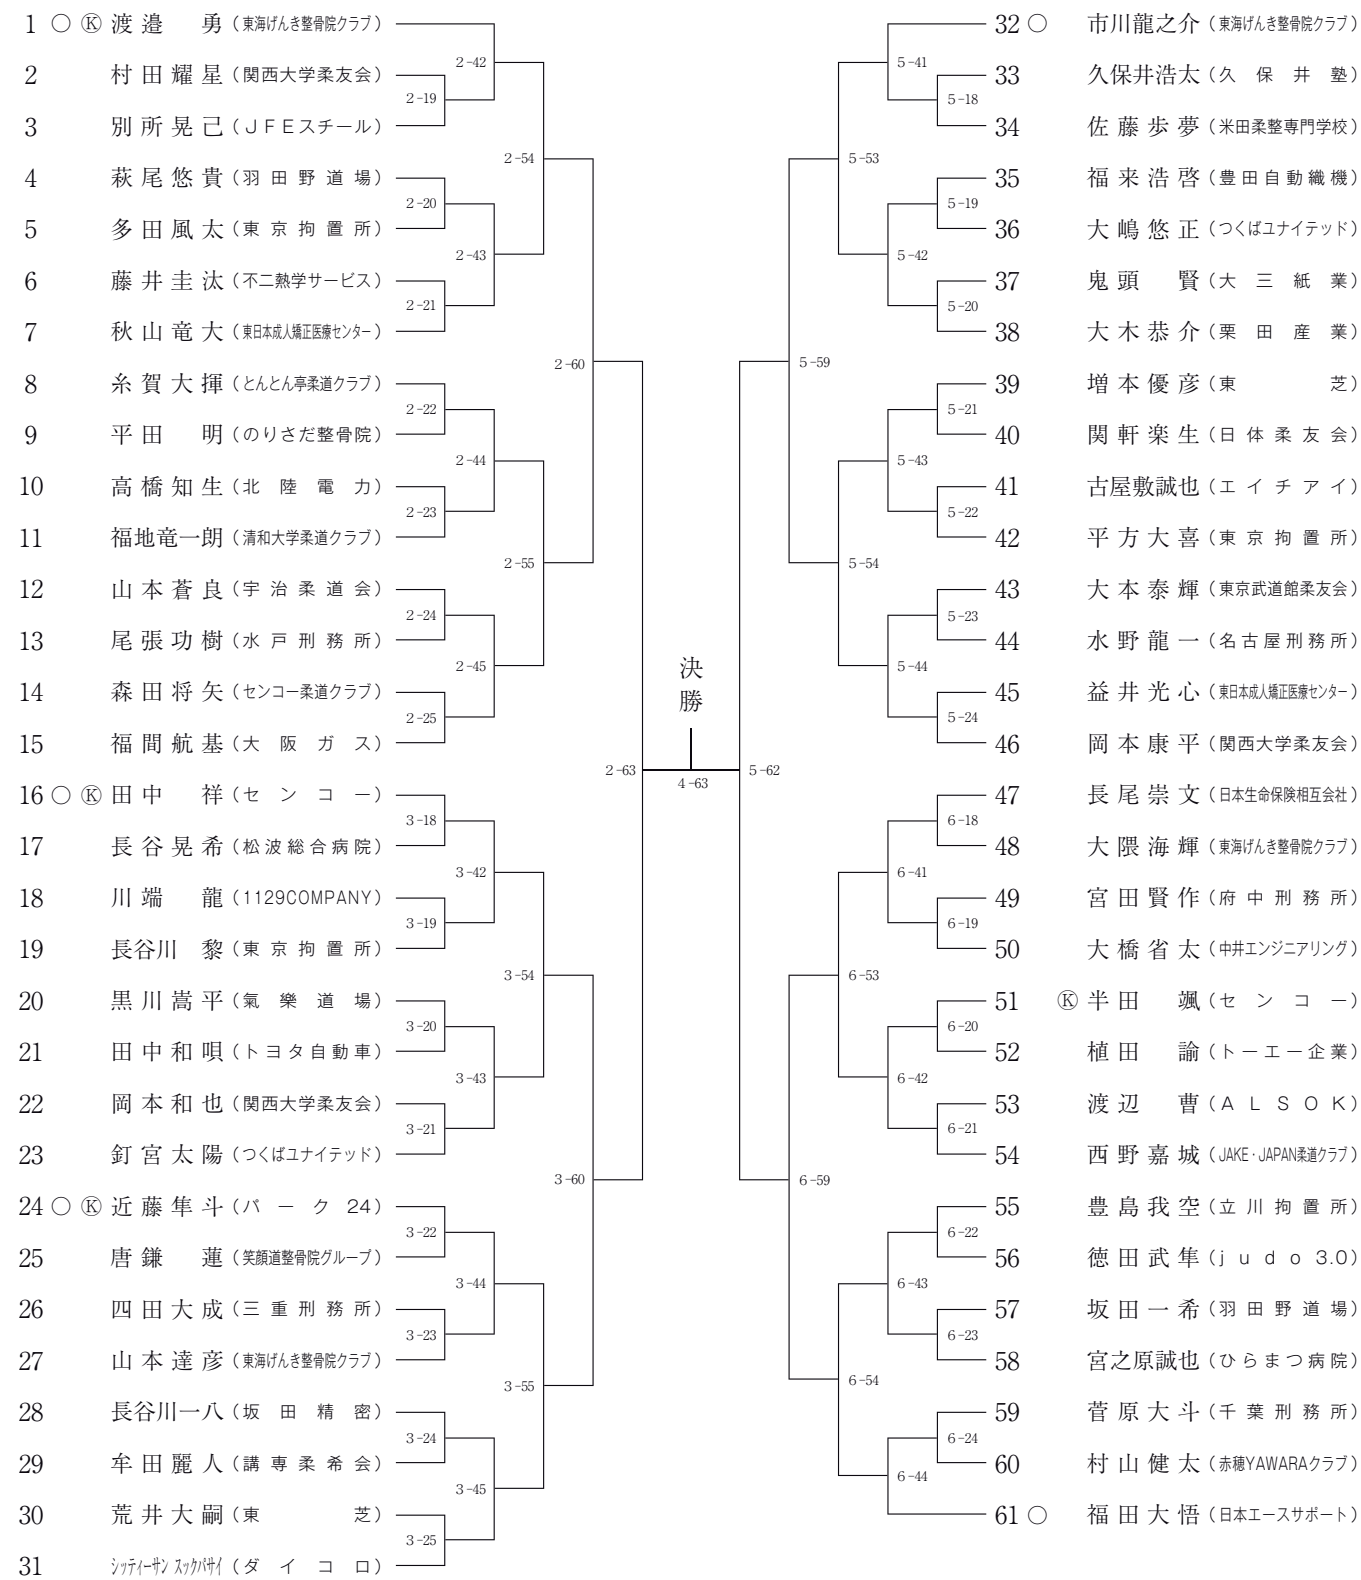 1 ○ Ⓚ 渡邉 勇（東海げんき整骨院クラブ）
2-42
2 村田耀星（関西大学柔友会）
2-19
3 別所晃己（ＪＦＥスチール）
2-54
4 萩尾悠貴（羽田野道場）
2-20
5 多田風太（東京拘置所）
2-43
6 藤井圭汰（不二熱学サービス）
2-21
7 秋山竜大（東日本成人矯正医療センター）
2-60
8 糸賀大揮（とんとん亭柔道クラブ）
2-22
9 平田 明（のりさだ整骨院）
2-44
10 高橋知生（北陸電力）
2-23
11 福地竜一朗（清和大学柔道クラブ）
2-55
12 山本蒼良（宇治柔道会）
2-24
13 尾張功樹（水戸刑務所）
2-45
14 森田将矢（センコー柔道クラブ）
2-25
15 福間航基（大阪ガス）
2-63
16 ○ Ⓚ 田中 祥（センコー）
3-18
17 長谷晃希（松波総合病院）
3-42
18 川端 龍（1129COMPANY）
3-19
19 長谷川 黎（東京拘置所）
3-54
20 黒川嵩平（氣樂道場）
3-20
21 田中和唄（トヨタ自動車）
3-43
22 岡本和也（関西大学柔友会）
3-21
23 釘宮太陽（つくばユナイテッド）
3-60
24 ○ Ⓚ 近藤隼斗（パーク24）
3-22
25 唐鎌 蓮（笑顔道整骨院グループ）
3-44
26 四田大成（三重刑務所）
3-23
27 山本達彦（東海げんき整骨院クラブ）
3-55
28 長谷川一八（坂田精密）
3-24
29 牟田麗人（講専柔希会）
3-45
30 荒井大嗣（東芝）
3-25
31 シッティーサン スックパサイ（ダイコロ）
決勝
4-63
32 ○ 市川龍之介（東海げんき整骨院クラブ）
5-41
33 久保井浩太（久保井塾）
5-18
34 佐藤歩夢（米田柔整専門学校）
5-53
35 福来浩啓（豊田自動織機）
5-19
36 大嶋悠正（つくばユナイテッド）
5-42
37 鬼頭 賢（大三紙業）
5-20
38 大木恭介（栗田産業）
5-59
39 増本優彦（東芝）
5-21
40 関軒楽生（日体柔友会）
5-43
41 古屋敷誠也（エイチアイ）
5-22
42 平方大喜（東京拘置所）
5-54
43 大本泰輝（東京武道館柔友会）
5-23
44 水野龍一（名古屋刑務所）
5-44
45 益井光心（東日本成人矯正医療センター）
5-24
46 岡本康平（関西大学柔友会）
5-62
47 長尾崇文（日本生命保険相互会社）
6-18
48 大隈海輝（東海げんき整骨院クラブ）
6-41
49 宮田賢作（府中刑務所）
6-19
50 大橋省太（中井エンジニアリング）
6-53
51 Ⓚ 半田 颯（センコー）
6-20
52 植田 諭（トーエー企業）
6-42
53 渡辺 曹（ＡＬＳＯＫ）
6-21
54 西野嘉城（JAKE・JAPAN柔道クラブ）
6-59
55 豊島我空（立川拘置所）
6-22
56 徳田武隼（judo 3.0）
6-43
57 坂田一希（羽田野道場）
6-23
58 宮之原誠也（ひらまつ病院）
6-54
59 菅原大斗（千葉刑務所）
6-24
60 村山健太（赤穂YAWARAクラブ）
6-44
61 ○ 福田大悟（日本エースサポート）